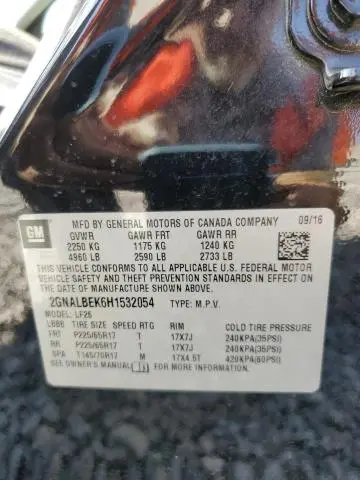 GM
MFD BY GENERAL MOTORS OF CANADA COMPANY 09/16
GVWR GAWR FRT GAWR RR
2250 KG 1175 KG 1240 KG
4960 LB 2590 LB 2733 LB
THIS VEHICLE CONFORMS TO ALL APPLICABLE U.S. FEDERAL MOTOR
VEHICLE SAFETY AND THEFT PREVENTION STANDARDS IN EFFECT ON
THE DATE OF MANUFACTURE SHOWN ABOVE.
2GNALBEK6H1532054 TYPE: M.P.V.
MODEL: LF26
LBBB TIRE SIZE SPEED RTG RIM COLD TIRE PRESSURE
FRT P225/65R17 T 17X7J 240KPA(35PSI)
RR P225/65R17 T 17X7J 240KPA(35PSI)
SPA T145/70R17 M 17X4.5T 420KPA(60PSI)
SEE OWNER'S MANUAL FOR MORE INFORMATION.